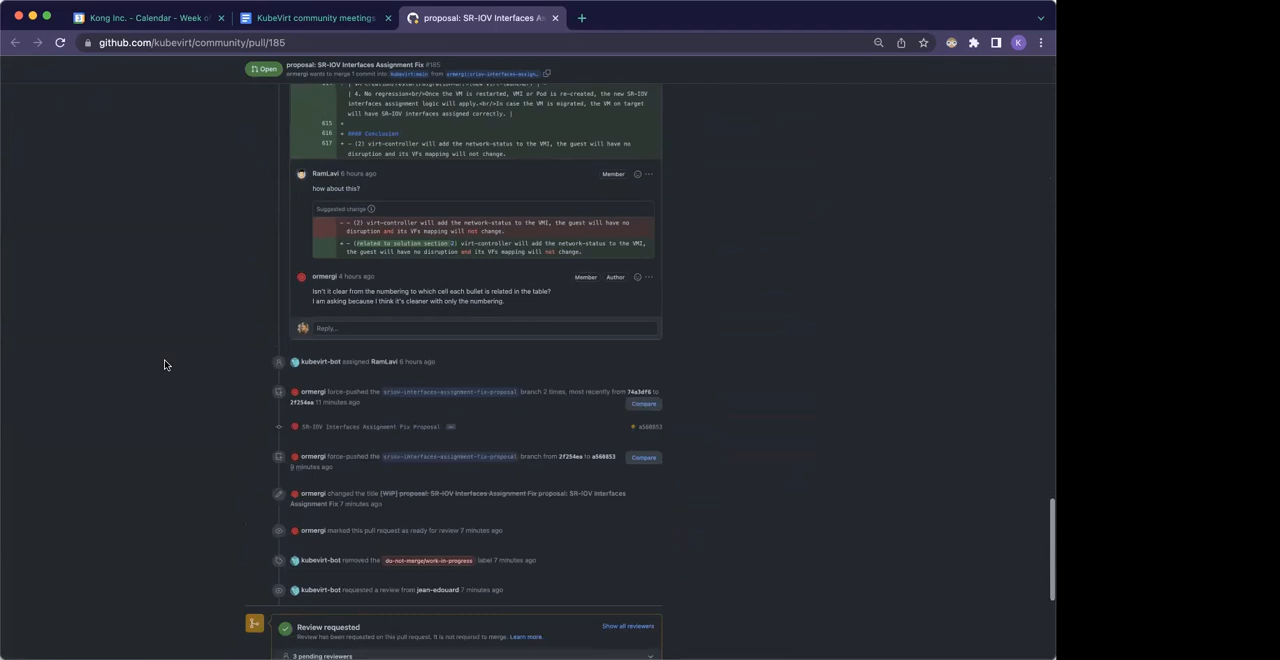 Kong Inc. - Calendar - Week of
KubeVirt community meetings
proposal: SR-IOV Interfaces As
github.com/kubevirt/community/pull/185
K
Open
proposal: SR-IOV Interfaces Assignment Fix #185
ormergi wants to merge 1 commit into kubevirt:main from ormergi:sriov-interfaces-assign…
| 4. No regression<br/>Once the VM is restarted, VMI or Pod is re-created, the new SR-IOV
interfaces assignment logic will apply.<br/>In case the VM is migrated, the VM on target
will have SR-IOV interfaces assigned correctly. |
615 +
616 + #### Conclusion
617 + - (2) virt-controller will add the network-status to the VMI, the guest will have no
disruption and its VFs mapping will not change.
RamLavi 6 hours ago
Member
how about this?
Suggested change
- - (2) virt-controller will add the network-status to the VMI, the guest will have no
disruption and its VFs mapping will not change.
+ - (related to solution section 2) virt-controller will add the network-status to the VMI,
the guest will have no disruption and its VFs mapping will not change.
ormergi 4 hours ago
Member Author
Isn't it clear from the numbering to which cell each bullet is related in the table?
I am asking because I think it's cleaner with only the numbering.
Reply...
kubevirt-bot assigned RamLavi 6 hours ago
ormergi force-pushed the sriov-interfaces-assignment-fix-proposal branch 2 times, most recently from 74a3df6 to
2f254ea 11 minutes ago
Compare
SR-IOV Interfaces Assignment Fix Proposal
a560853
ormergi force-pushed the sriov-interfaces-assignment-fix-proposal branch from 2f254ea to a560853
9 minutes ago
Compare
ormergi changed the title [WIP] proposal: SR-IOV Interfaces Assignment Fix proposal: SR-IOV Interfaces
Assignment Fix 7 minutes ago
ormergi marked this pull request as ready for review 7 minutes ago
kubevirt-bot removed the do-not-merge/work-in-progress label 7 minutes ago
kubevirt-bot requested a review from jean-edouard 7 minutes ago
Review requested
Show all reviewers
Review has been requested on this pull request. It is not required to merge. Learn more.
3 pending reviewers